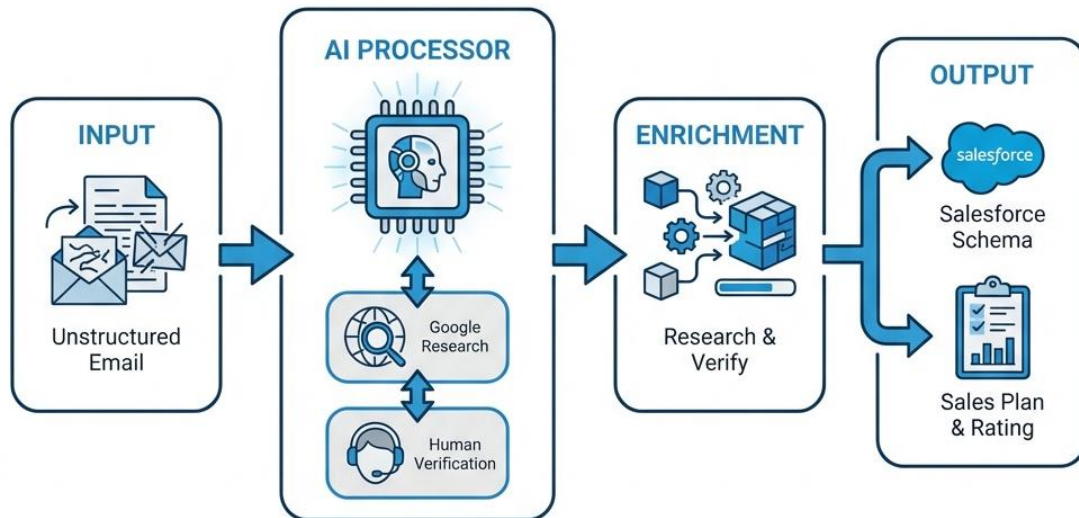 INPUT
Unstructured
Email
AI PROCESSOR
Google
Research
Human
Verification
ENRICHMENT
Research &
Verify
OUTPUT
salesforce
Salesforce
Schema
Sales Plan
& Rating